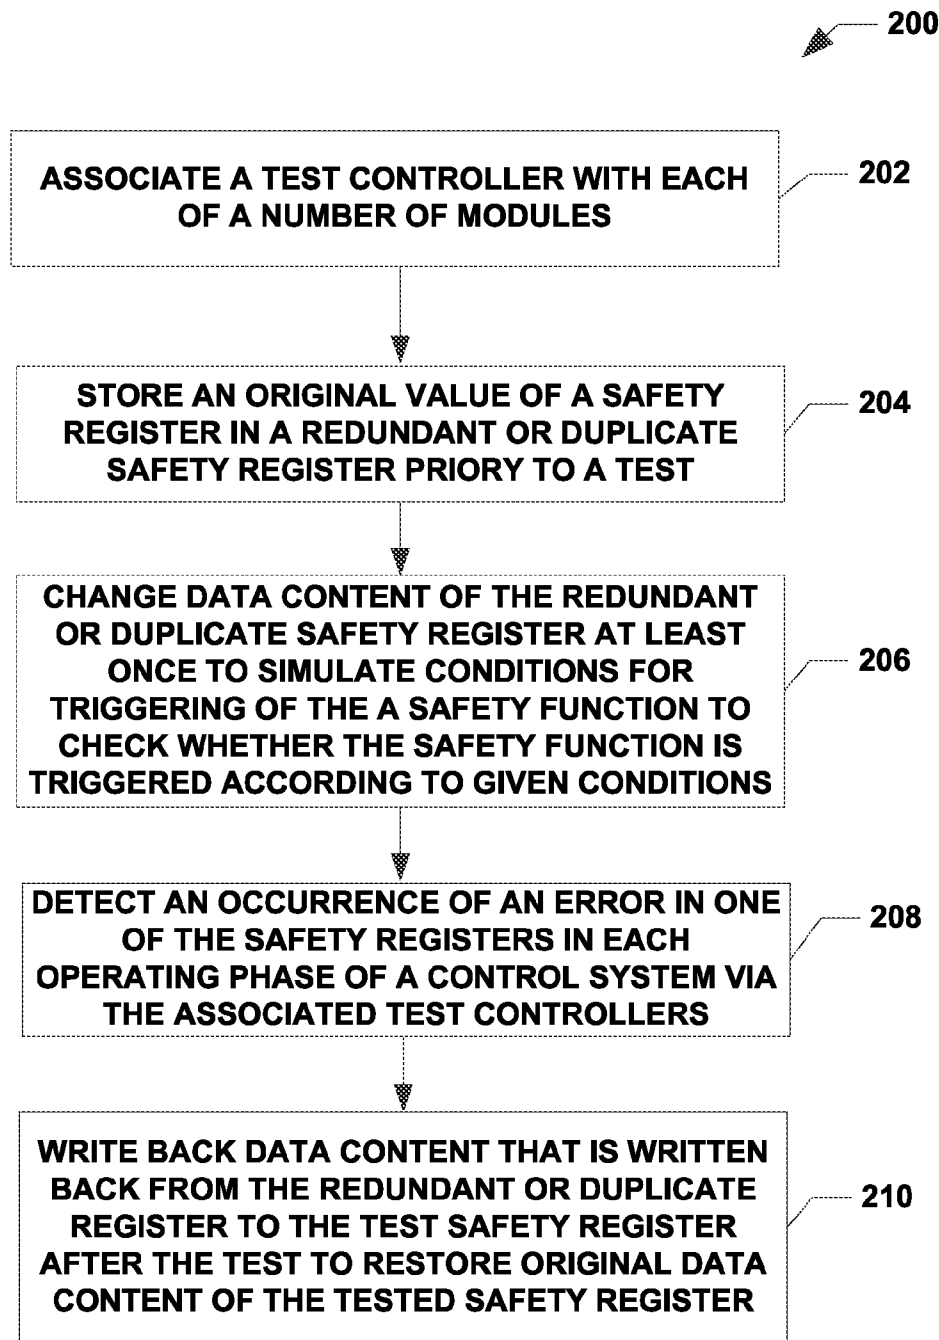 200
ASSOCIATE A TEST CONTROLLER WITH EACH
OF A NUMBER OF MODULES
202
STORE AN ORIGINAL VALUE OF A SAFETY
REGISTER IN A REDUNDANT OR DUPLICATE
SAFETY REGISTER PRIORY TO A TEST
204
CHANGE DATA CONTENT OF THE REDUNDANT
OR DUPLICATE SAFETY REGISTER AT LEAST
ONCE TO SIMULATE CONDITIONS FOR
TRIGGERING OF THE A SAFETY FUNCTION TO
CHECK WHETHER THE SAFETY FUNCTION IS
TRIGGERED ACCORDING TO GIVEN CONDITIONS
206
DETECT AN OCCURRENCE OF AN ERROR IN ONE
OF THE SAFETY REGISTERS IN EACH
OPERATING PHASE OF A CONTROL SYSTEM VIA
THE ASSOCIATED TEST CONTROLLERS
208
WRITE BACK DATA CONTENT THAT IS WRITTEN
BACK FROM THE REDUNDANT OR DUPLICATE
REGISTER TO THE TEST SAFETY REGISTER
AFTER THE TEST TO RESTORE ORIGINAL DATA
CONTENT OF THE TESTED SAFETY REGISTER
210